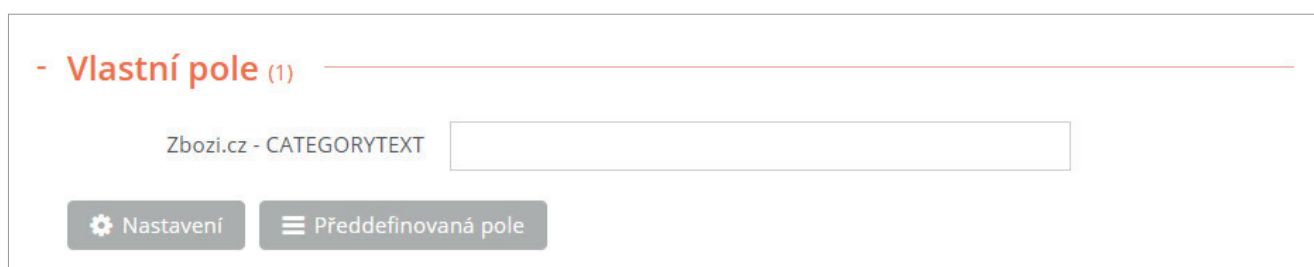 - Vlastní pole (1)
Zbozi.cz - CATEGORYTEXT
Nastavení Předdefinovaná pole